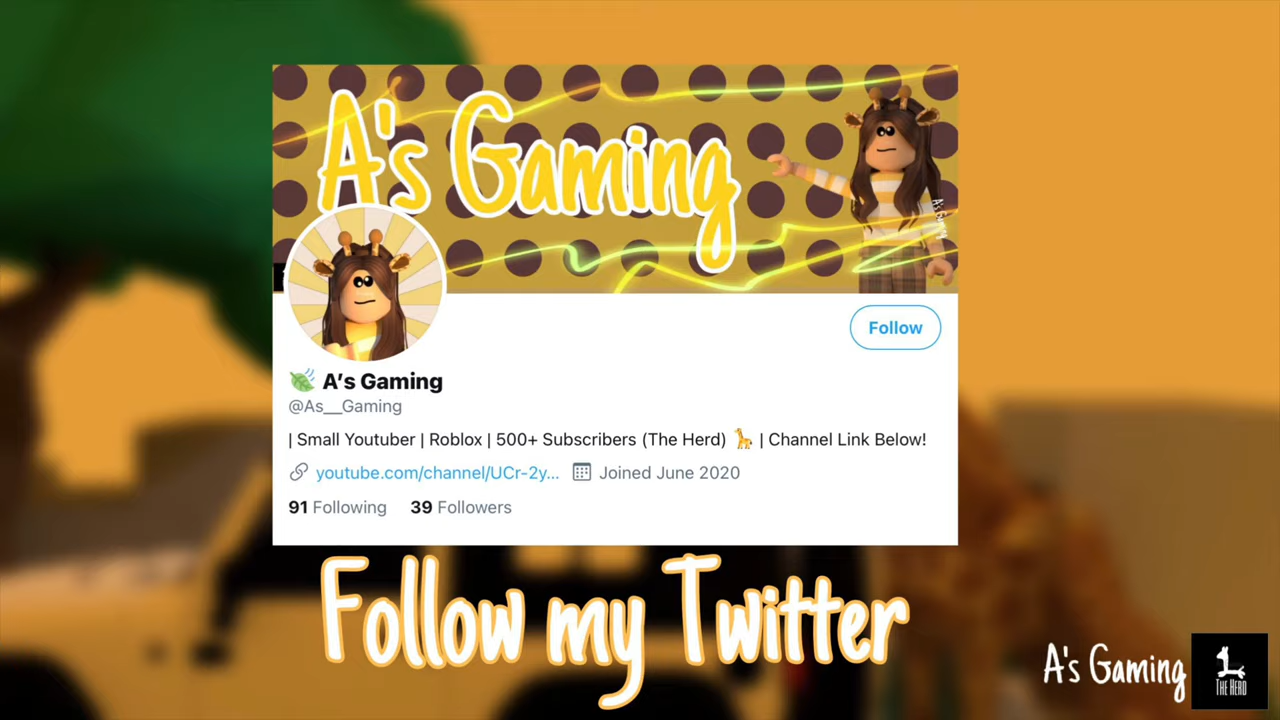 A's Gaming
A's Gaming
🍃 A's Gaming
Follow
@As__Gaming
| Small Youtuber | Roblox | 500+ Subscribers (The Herd) 🦒 | Channel Link Below!
youtube.com/channel/UCr-2y... Joined June 2020
91 Following 39 Followers
Follow my Twitter
A's Gaming
THE HERD